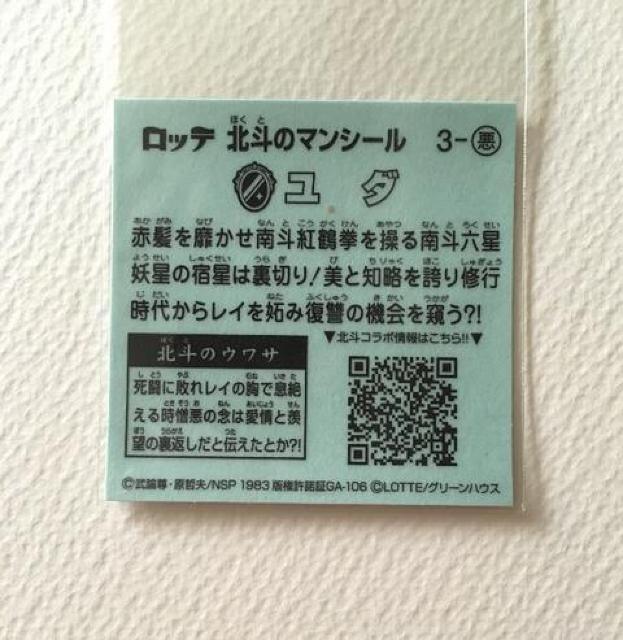 ロッテ 北斗のマンシール 3-悪
ユダ
赤髪を靡かせ南斗紅鶴拳を操る南斗六星
妖星の宿星は裏切り!美と知略を誇り修行
時代からレイを妬み復讐の機会を窺う?!
北斗のウワサ
死闘に敗れレイの胸で息絶
える時憎悪の念は愛情と羨
望の裏返しだと伝えたとか?!
▼北斗コラボ情報はこちら!!▼
©武論尊・原哲夫/NSP 1983 版権許諾証GA-106 ©LOTTE/グリーンハウス